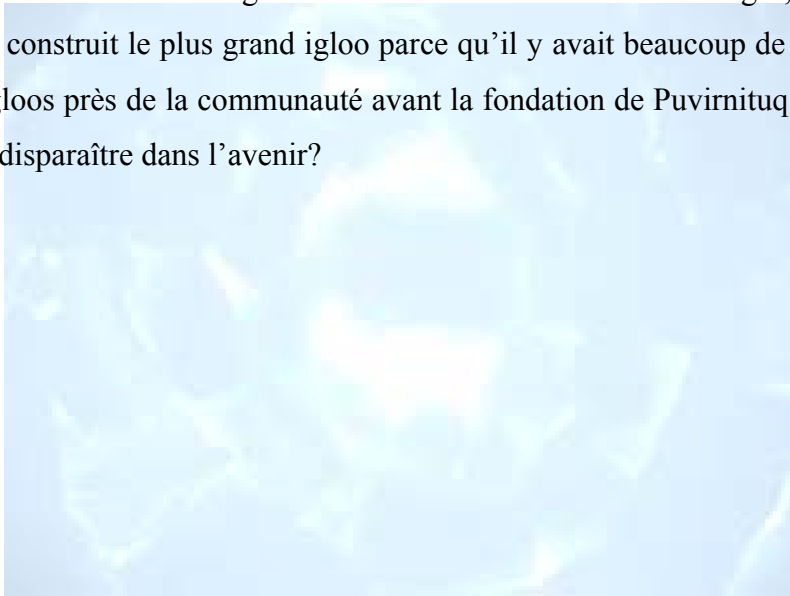 construit le plus grand igloo parce qu’il y avait beaucoup de
gloos près de la communauté avant la fondation de Puvirnituq
disparaître dans l’avenir?